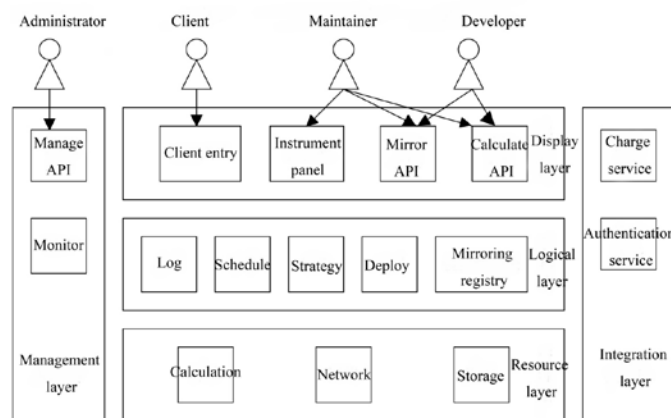 Administrator
Client
Maintainer
Developer
Manage
API
Client entry
Instrument
panel
Mirror
API
Calculate
API
Display
layer
Charge
service
Monitor
Log
Schedule
Strategy
Deploy
Mirroring
registry
Logical
layer
Authentication
service
Management
layer
Calculation
Network
Storage
Resource
layer
Integration
layer